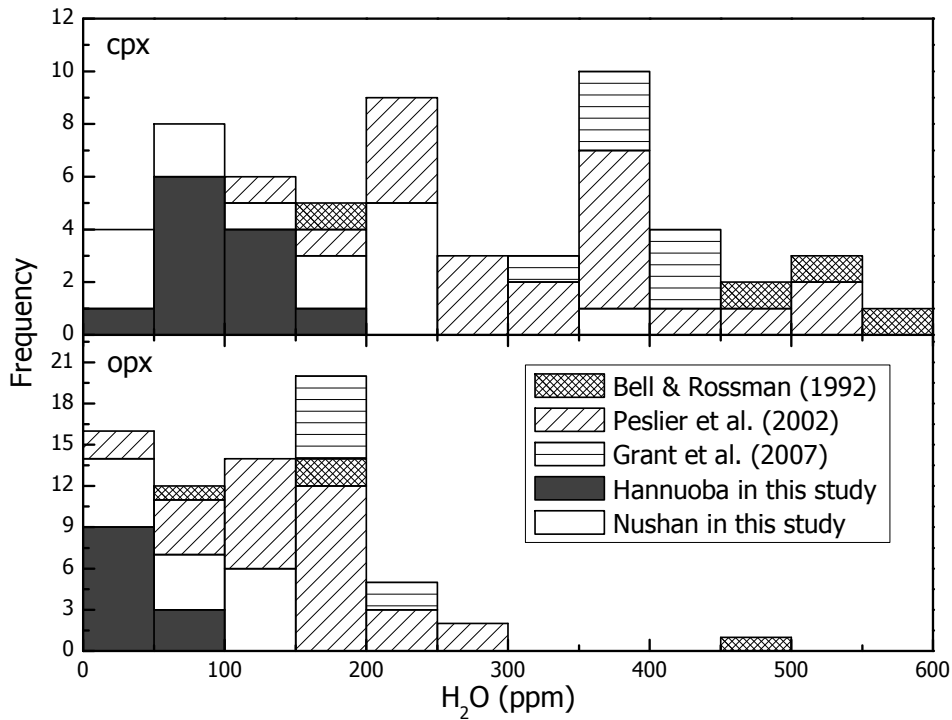 12
10
8
6
4
2
0
cpx
Frequency
21
18
15
12
9
6
3
0
opx
Bell & Rossman (1992)
Peslier et al. (2002)
Grant et al. (2007)
Hannuoba in this study
Nushan in this study
0 100 200 300 400 500 600
H₂O (ppm)